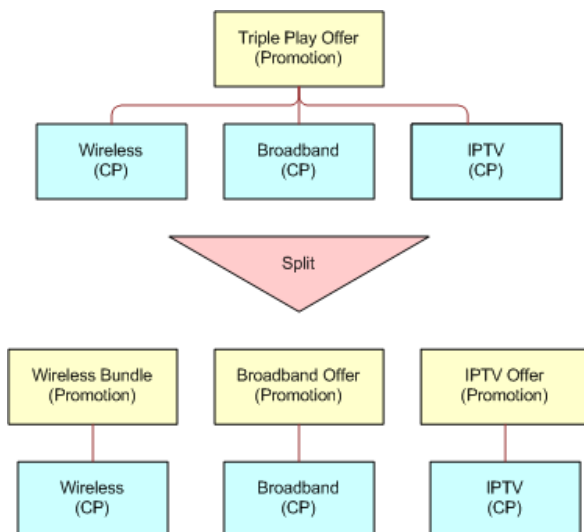 Triple Play Offer
(Promotion)
Wireless
(CP)
Broadband
(CP)
IPTV
(CP)
Split
Wireless Bundle
(Promotion)
Broadband Offer
(Promotion)
IPTV Offer
(Promotion)
Wireless
(CP)
Broadband
(CP)
IPTV
(CP)